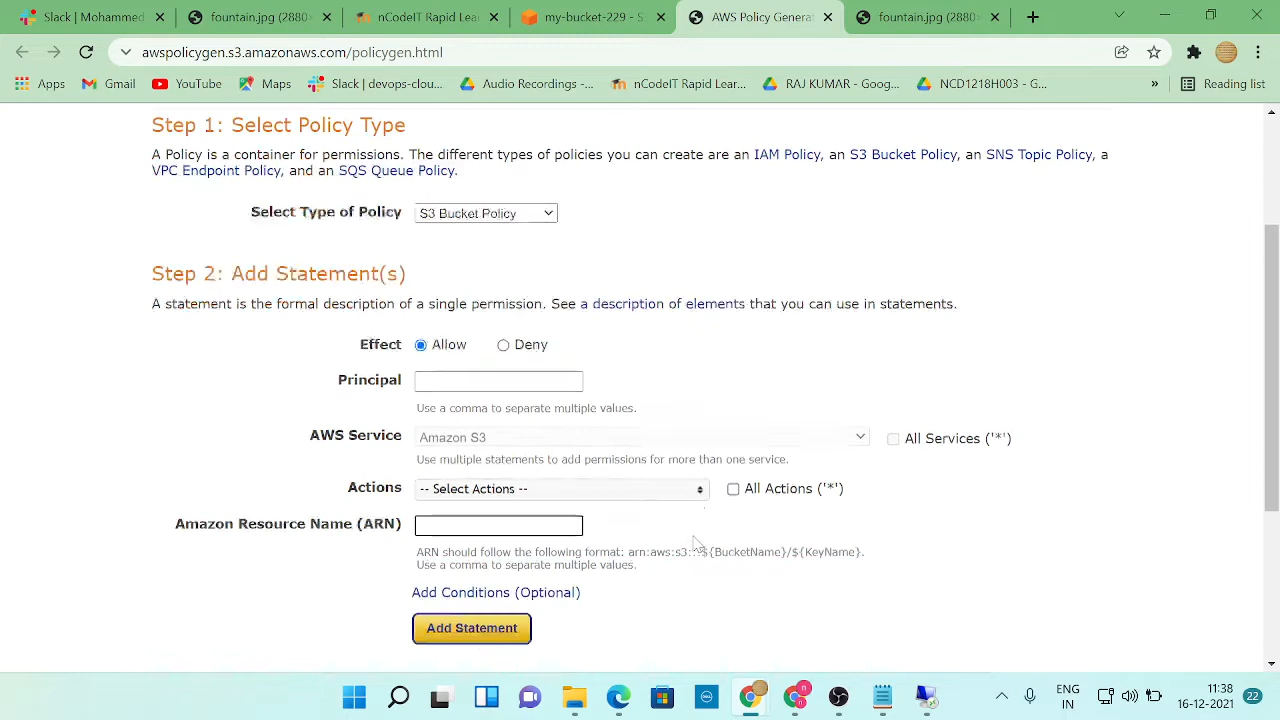 Slack | Mohammed
fountain.jpg (2880×
nCodeIT Rapid Lear
my-bucket-229 - S
AWS Policy Genera
fountain.jpg (2880×
awspolicygen.s3.amazonaws.com/policygen.html
Apps
Gmail
YouTube
Maps
Slack | devops-clou...
Audio Recordings -...
nCodeIT Rapid Lear...
RAJ KUMAR - Goog...
NCD1218H003 - G...
»
Reading list
Step 1: Select Policy Type
A Policy is a container for permissions. The different types of policies you can create are an IAM Policy, an S3 Bucket Policy, an SNS Topic Policy, a
VPC Endpoint Policy, and an SQS Queue Policy.
Select Type of Policy
S3 Bucket Policy
Step 2: Add Statement(s)
A statement is the formal description of a single permission. See a description of elements that you can use in statements.
Effect
Allow
Deny
Principal
Use a comma to separate multiple values.
AWS Service
Amazon S3
All Services ('*')
Use multiple statements to add permissions for more than one service.
Actions
-- Select Actions --
All Actions ('*')
Amazon Resource Name (ARN)
ARN should follow the following format: arn:aws:s3:::${BucketName}/${KeyName}.
Use a comma to separate multiple values.
Add Conditions (Optional)
Add Statement
ENG
IN
11:38
16-12-2021
22